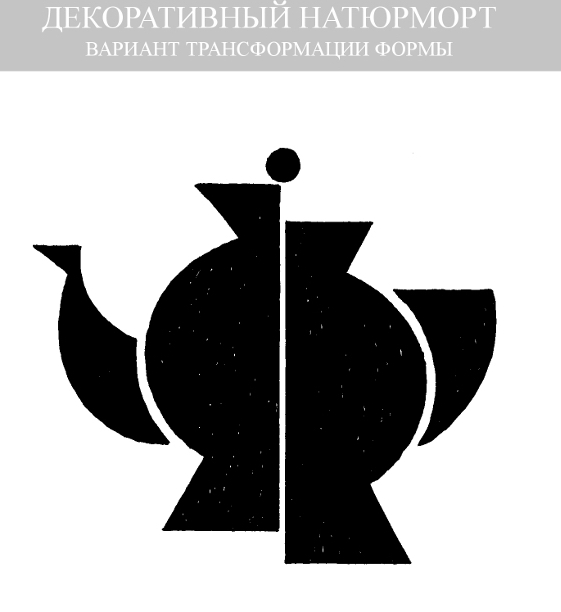 ДЕКОРАТИВНЫЙ НАТЮРМОРТ
ВАРИАНТ ТРАНСФОРМАЦИИ ФОРМЫ